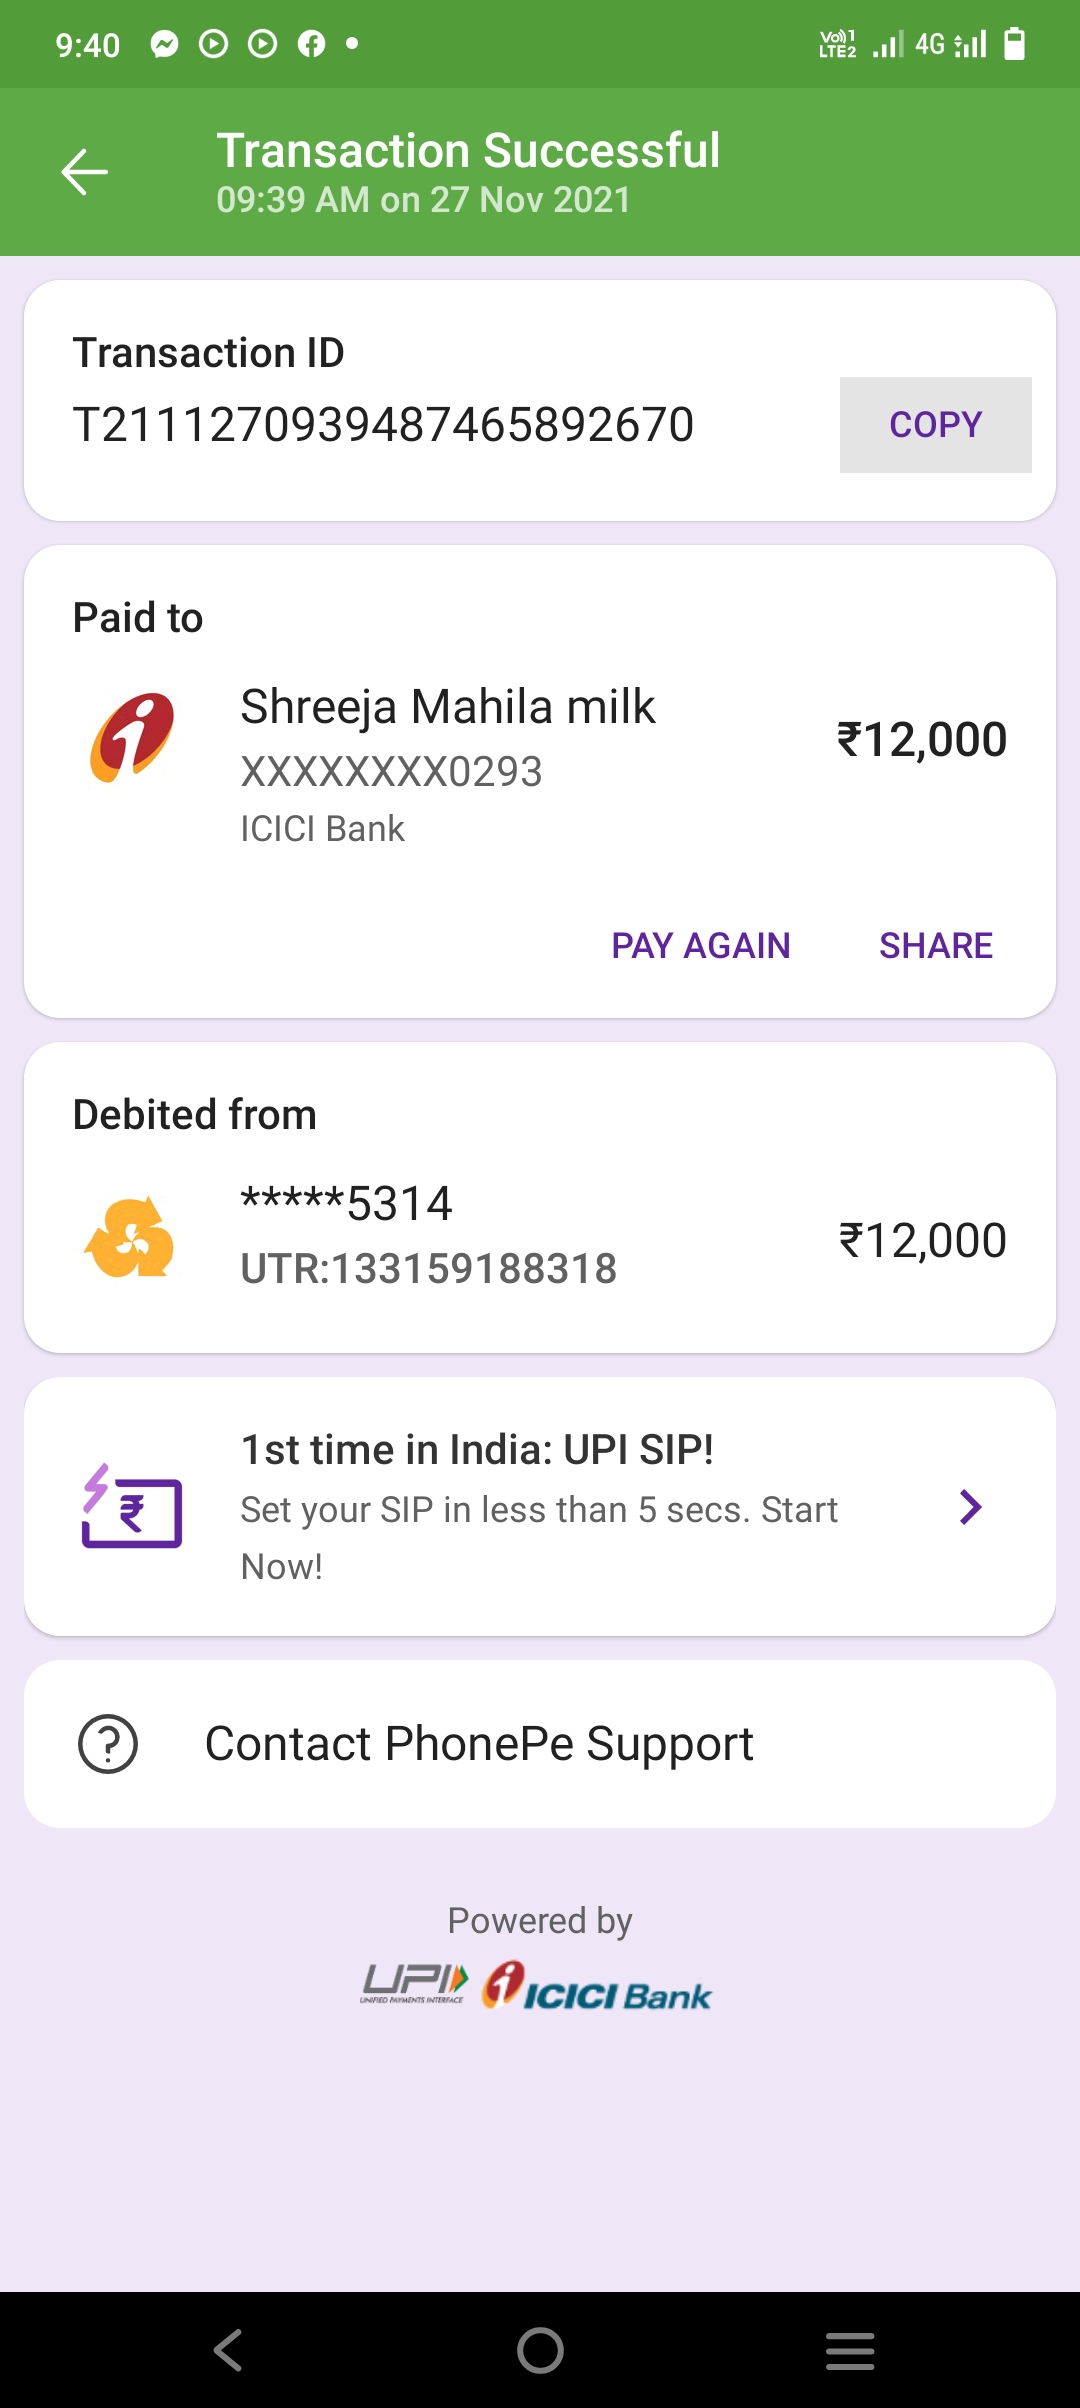 9:40
Vo))1
LTE2
4G
Transaction Successful
09:39 AM on 27 Nov 2021
Transaction ID
T2111270939487465892670
COPY
Paid to
Shreeja Mahila milk
XXXXXXXX0293
ICICI Bank
₹12,000
PAY AGAIN
SHARE
Debited from
*****5314
UTR:133159188318
₹12,000
1st time in India: UPI SIP!
Set your SIP in less than 5 secs. Start
Now!
Contact PhonePe Support
Powered by
UPI
UNIFIED PAYMENTS INTERFACE
ICICI Bank